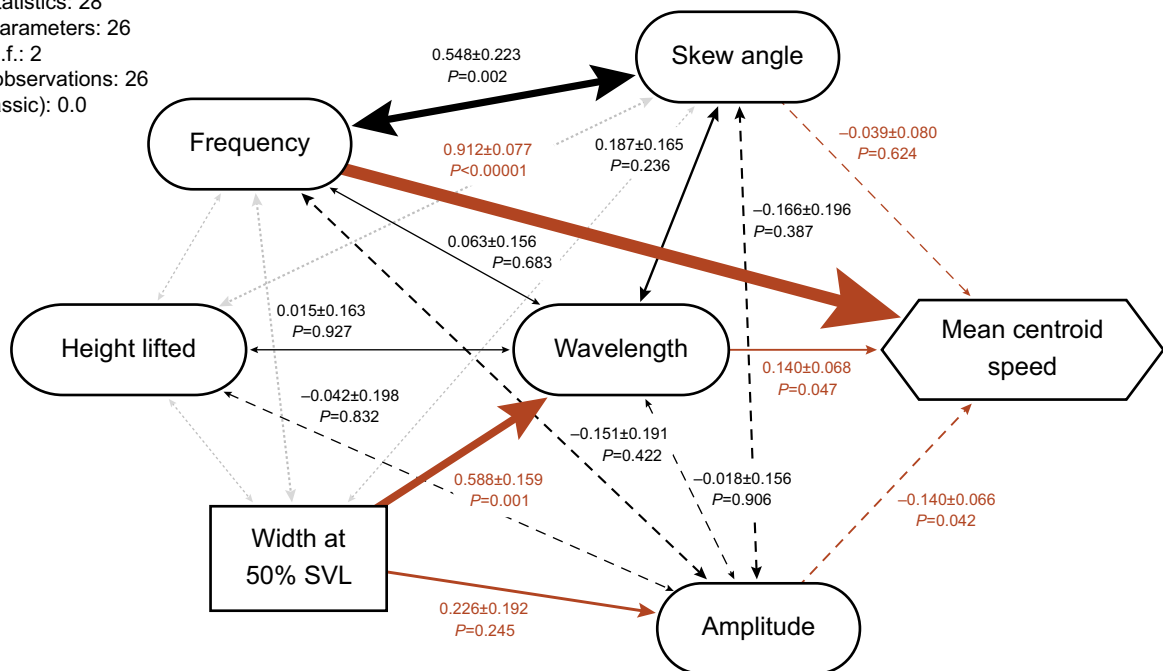 tatistics: 28
arameters: 26
.f.: 2
bservations: 26
assic): 0.0
Skew angle
0.548±0.223
P=0.002
Frequency
0.912±0.077
P<0.00001
0.187±0.165
P=0.236
–0.039±0.080
P=0.624
–0.166±0.196
P=0.387
0.063±0.156
P=0.683
Height lifted
0.015±0.163
P=0.927
Wavelength
Mean centroid
speed
0.140±0.068
P=0.047
–0.042±0.198
P=0.832
–0.151±0.191
P=0.422
0.588±0.159
P=0.001
–0.018±0.156
P=0.906
–0.140±0.066
P=0.042
Width at
50% SVL
0.226±0.192
P=0.245
Amplitude